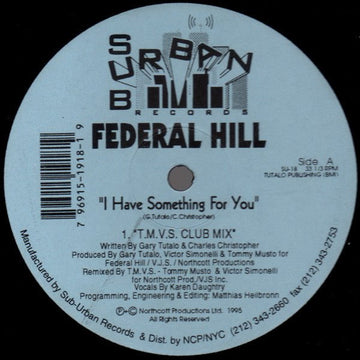 SUB
URBAN
RECORDS
FEDERAL HILL
Side A
SU-18 33 1/3 RPM
TUTALO PUBLISHING (BMI)
7 96915-1918-1 9
"I Have Something For You"
(G.Tutalo/C.Christopher)
1. "T.M.V.S. CLUB MIX"
Written By Gary Tutalo & Charles Christopher
Produced By Gary Tutalo, Victor Simonelli & Tommy Musto for
Federal Hill / V.J.S. / Northcott Productions
Remixed By T.M.V.S. - Tommy Musto & Victor Simonelli
for Northcott Prod./VJS Inc.
Vocals By Karen Daughtry
Programming, Engineering & Editing: Matthias Heilbronn
℗ © Northcott Productions Ltd. 1995
All Rights Reserved
Manufactured by Sub-Urban Records & Dist. by NCP/NYC (212) 343-2660 fax (212) 343-2753